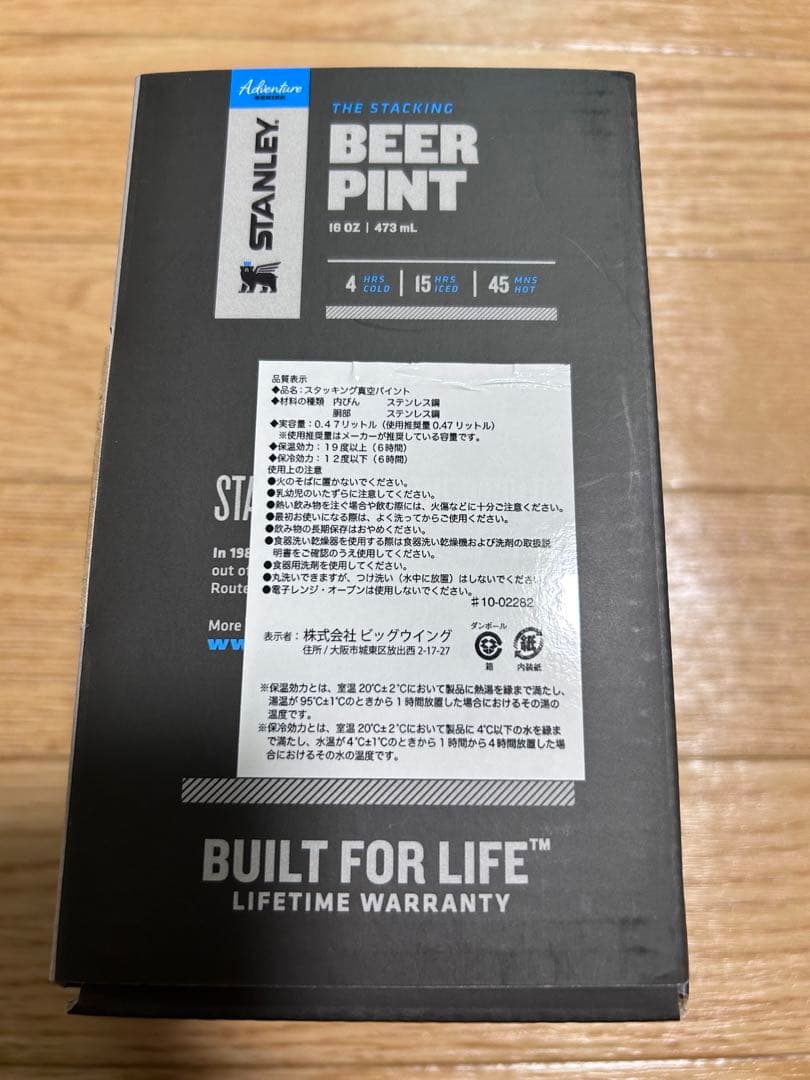 Adventure
SERIES
STANLEY
THE STACKING
BEER
PINT
16 OZ | 473 mL
4 HRS COLD | 15 HRS ICED | 45 MNS HOT
品質表示
◆品名：スタッキング真空パイント
◆材料の種類 内びん ステンレス鋼
胴部 ステンレス鋼
◆実容量：0.47リットル（使用推奨量 0.47 リットル）
※使用推奨量はメーカーが推奨している容量です。
◆保温効力：19度以上（6時間）
◆保冷効力：12度以下（6時間）
使用上の注意
●火のそばに置かないでください。
●乳幼児のいたずらに注意してください。
●熱い飲み物を注ぐ場合や飲む際には、火傷などに十分ご注意ください。
●最初お使いになる際は、よく洗ってからご使用ください。
●飲み物の長期保存はおやめください。
●食器洗い乾燥器を使用する際は食器洗い乾燥機および洗剤の取扱説
明書をご確認のうえ使用してください。
●食器用洗剤を使用してください。
●丸洗いできますが、つけ洗い（水中に放置）はしないでくださ
●電子レンジ・オーブンは使用しないでください。
#10-02282
表示者：株式会社 ビッグウイング
住所 / 大阪市城東区放出西 2-17-27
ダンボール
箱
紙
内装紙
※保温効力とは、室温 20℃±2℃において製品に熱湯を縁まで満たし、
湯温が 95℃±1℃のときから1時間放置した場合におけるその湯の
温度です。
※保冷効力とは、室温 20℃±2℃において製品に 4℃以下の水を縁ま
で満たし、水温が4℃±1℃のときから1時間から4時間放置した場
合におけるその水の温度です。
STA
In 198
out of
Route
More
ww
BUILT FOR LIFE™
LIFETIME WARRANTY